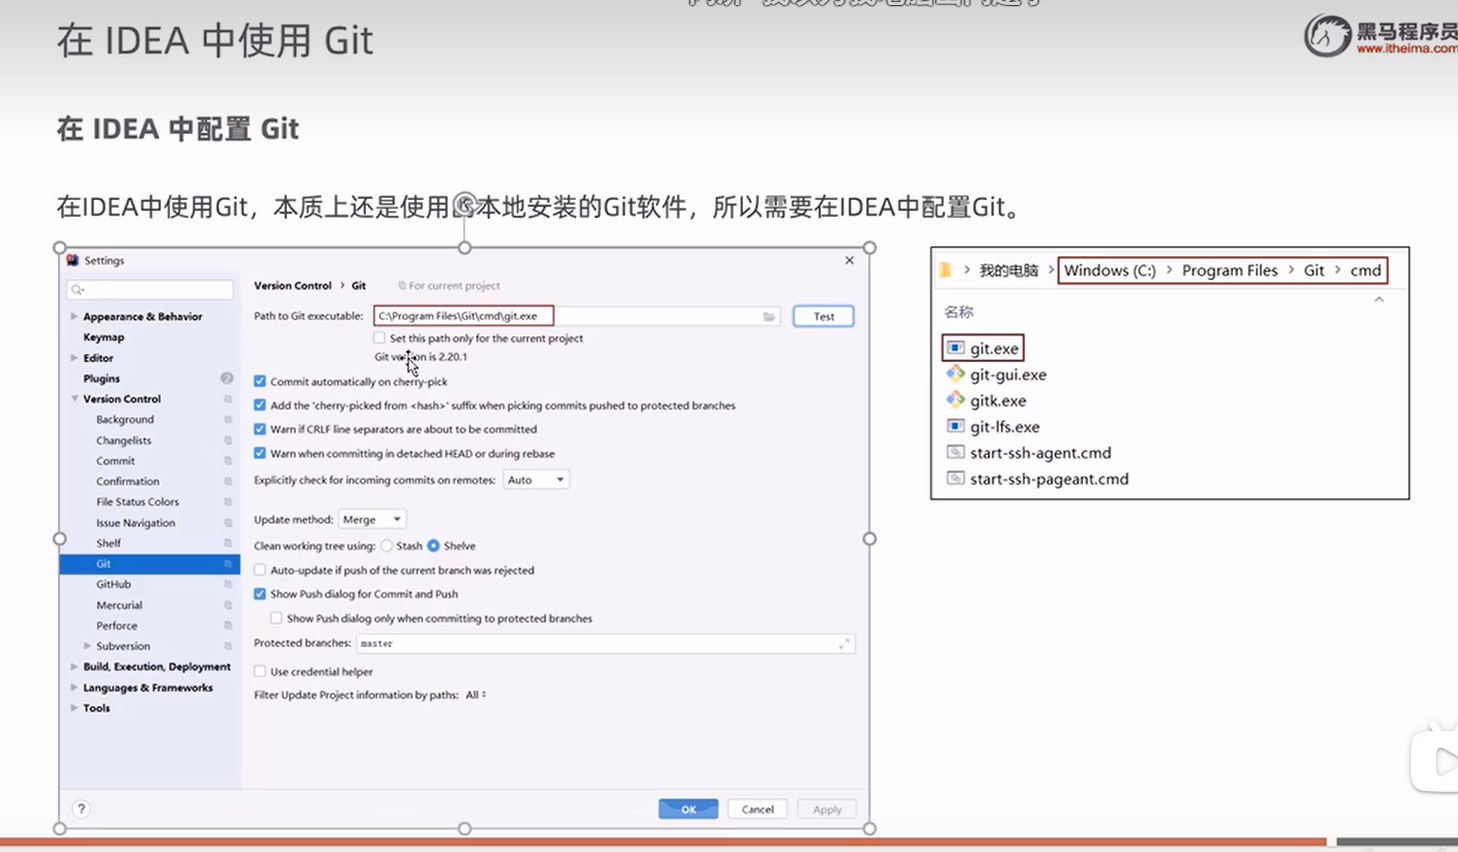 在 IDEA 中使用 Git
黑马程序员
www.itheima.com
在 IDEA 中配置 Git
在IDEA中使用Git，本质上还是使用的本地安装的Git软件，所以需要在IDEA中配置Git。
Settings
Version Control › Git For current project
Path to Git executable: C:\Program Files\Git\cmd\git.exe Test
Set this path only for the current project
Git version is 2.20.1
Commit automatically on cherry-pick
Add the 'cherry-picked from <hash>' suffix when picking commits pushed to protected branches
Warn if CRLF line separators are about to be committed
Warn when committing in detached HEAD or during rebase
Explicitly check for incoming commits on remotes: Auto
Update method: Merge
Clean working tree using: Stash Shelve
Auto-update if push of the current branch was rejected
Show Push dialog for Commit and Push
Show Push dialog only when committing to protected branches
Protected branches: master
Use credential helper
Filter Update Project information by paths: All
Appearance & Behavior
Keymap
Editor
Plugins 2
Version Control
Background
Changelists
Commit
Confirmation
File Status Colors
Issue Navigation
Shelf
Git
GitHub
Mercurial
Perforce
Subversion
Build, Execution, Deployment
Languages & Frameworks
Tools
? OK Cancel Apply
› 我的电脑 › Windows (C:) › Program Files › Git › cmd
名称
git.exe
git-gui.exe
gitk.exe
git-lfs.exe
start-ssh-agent.cmd
start-ssh-pageant.cmd